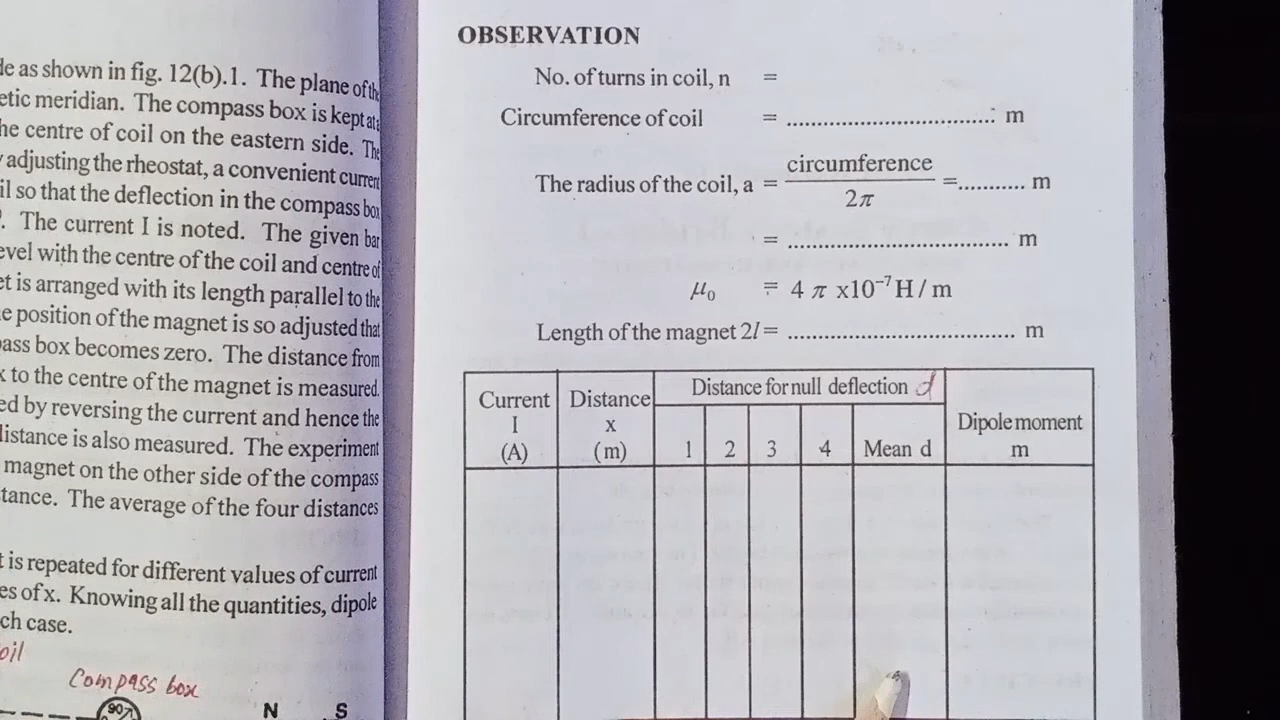 as shown in fig. 12(b).1. The plane of
etic meridian. The compass box is kept
he centre of coil on the eastern side. The
adjusting the rheostat, a convenient current
il so that the deflection in the compass box
. The current I is noted. The given bar
evel with the centre of the coil and centre of
et is arranged with its length parallel to the
e position of the magnet is so adjusted that
ass box becomes zero. The distance from
x to the centre of the magnet is measured.
ed by reversing the current and hence the
distance is also measured. The experiment
magnet on the other side of the compass
tance. The average of the four distances
t is repeated for different values of current
es of x. Knowing all the quantities, dipole
ch case.
oil
Compass box
90
N S
OBSERVATION
No. of turns in coil, n =
Circumference of coil = .................................. m
The radius of the coil, a = circumference / 2π =........... m
= .................................... m
μ₀ = 4 π x10⁻⁷ H / m
Length of the magnet 2l = ..................................... m
Current I (A)
Distance x (m)
Distance for null deflection d
1 2 3 4 Mean d
Dipole moment m